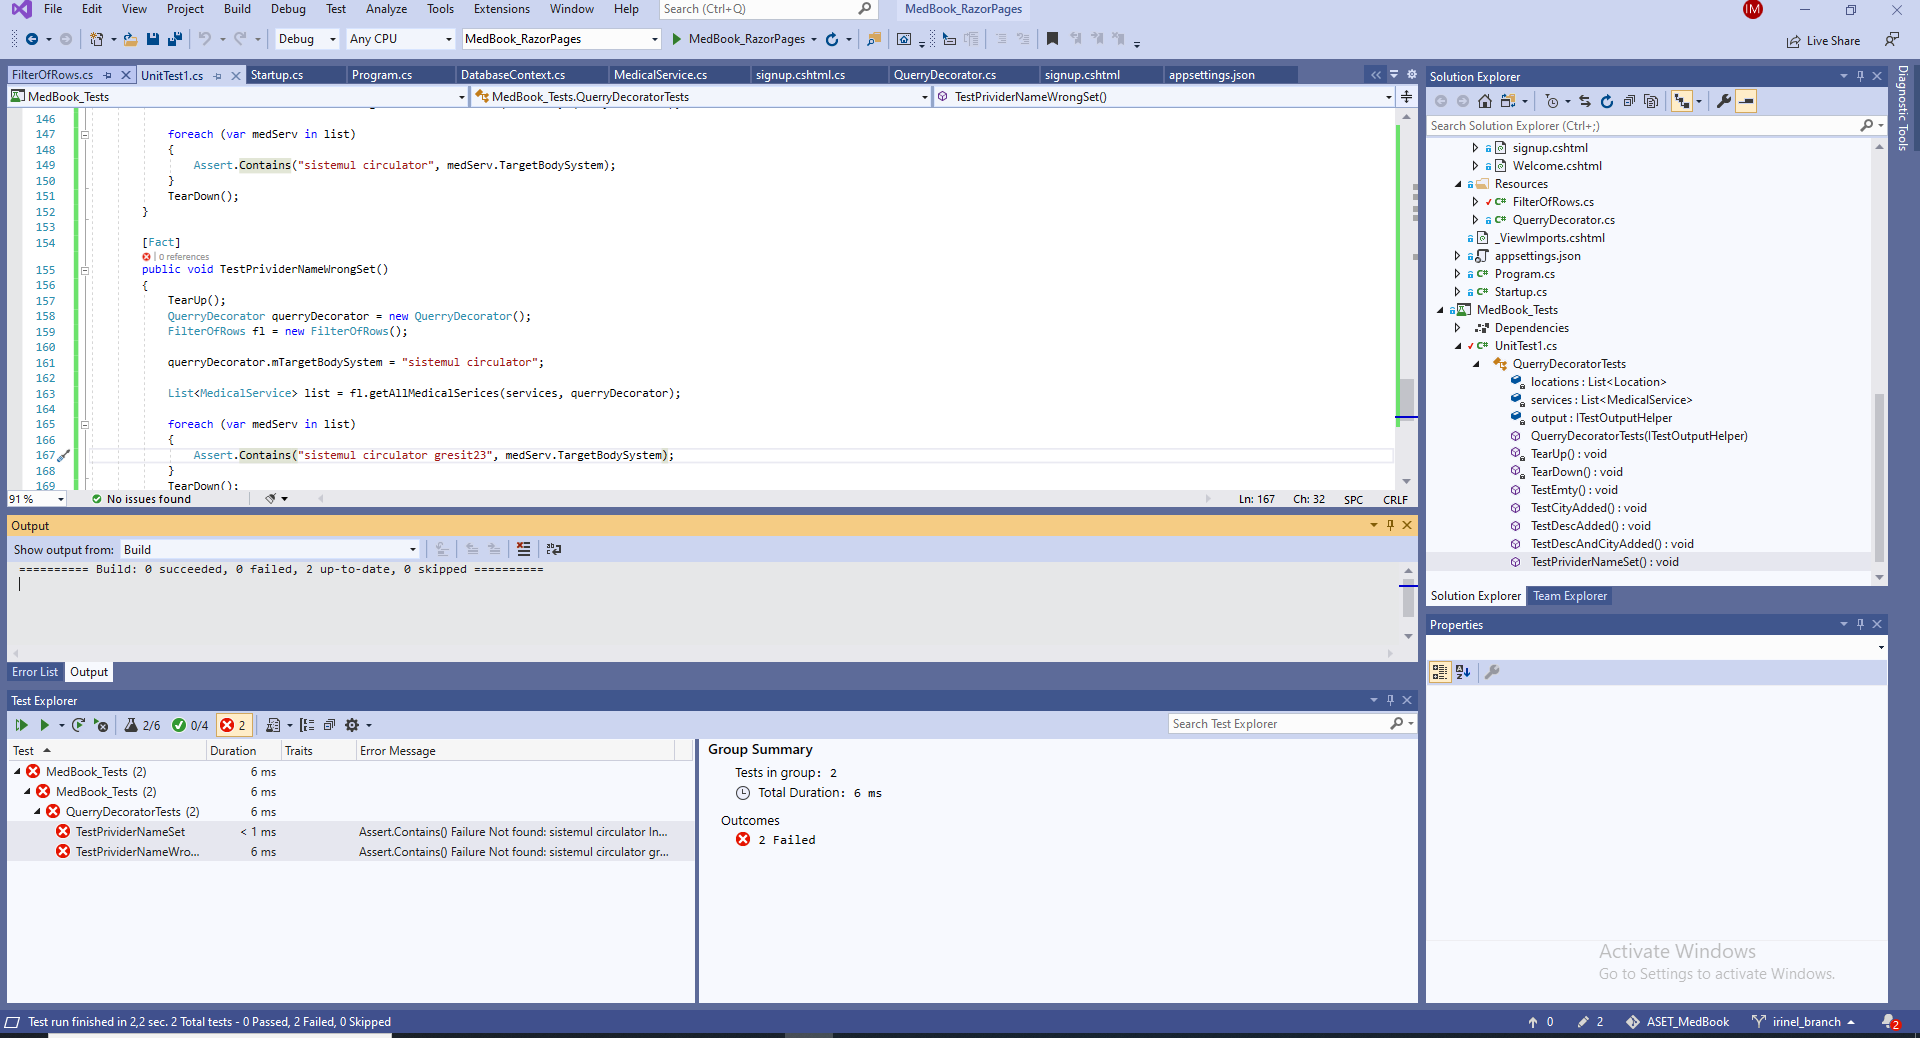 File Edit View Project Build Debug Test Analyze Tools Extensions Window Help Search (Ctrl+Q) MedBook_RazorPages IM
Debug Any CPU MedBook_RazorPages MedBook_RazorPages Live Share
FilterOfRows.cs UnitTest1.cs Startup.cs Program.cs DatabaseContext.cs MedicalService.cs signup.cshtml.cs QuerryDecorator.cs signup.cshtml appsettings.json
MedBook_Tests MedBook_Tests.QuerryDecoratorTests TestPrividerNameWrongSet()
146
147 foreach (var medServ in list)
148 {
149 Assert.Contains("sistemul circulator", medServ.TargetBodySystem);
150 }
151 TearDown();
152 }
153
154 [Fact]
0 references
155 public void TestPrividerNameWrongSet()
156 {
157 TearUp();
158 QuerryDecorator querryDecorator = new QuerryDecorator();
159 FilterOfRows fl = new FilterOfRows();
160
161 querryDecorator.mTargetBodySystem = "sistemul circulator";
162
163 List<MedicalService> list = fl.getAllMedicalSerices(services, querryDecorator);
164
165 foreach (var medServ in list)
166 {
167 Assert.Contains("sistemul circulator gresit23", medServ.TargetBodySystem);
168 }
169 TearDown();
91 % No issues found Ln: 167 Ch: 32 SPC CRLF
Output
Show output from: Build
========== Build: 0 succeeded, 0 failed, 2 up-to-date, 0 skipped ==========
Error List Output
Test Explorer
2/6 0/4 2 Search Test Explorer
Test Duration Traits Error Message
MedBook_Tests (2) 6 ms
MedBook_Tests (2) 6 ms
QuerryDecoratorTests (2) 6 ms
TestPrividerNameSet < 1 ms Assert.Contains() Failure Not found: sistemul circulator In...
TestPrividerNameWro... 6 ms Assert.Contains() Failure Not found: sistemul circulator gr...
Group Summary
Tests in group: 2
Total Duration: 6 ms
Outcomes
2 Failed
Solution Explorer
Search Solution Explorer (Ctrl+;)
signup.cshtml
Welcome.cshtml
Resources
FilterOfRows.cs
QuerryDecorator.cs
_ViewImports.cshtml
appsettings.json
Program.cs
Startup.cs
MedBook_Tests
Dependencies
UnitTest1.cs
QuerryDecoratorTests
locations : List<Location>
services : List<MedicalService>
output : ITestOutputHelper
QuerryDecoratorTests(ITestOutputHelper)
TearUp() : void
TearDown() : void
TestEmty() : void
TestCityAdded() : void
TestDescAdded() : void
TestDescAndCityAdded() : void
TestPrividerNameSet() : void
Solution Explorer Team Explorer
Properties
Diagnostic Tools
Activate Windows
Go to Settings to activate Windows.
Test run finished in 2,2 sec. 2 Total tests - 0 Passed, 2 Failed, 0 Skipped 0 2 ASET_MedBook irinel_branch 2